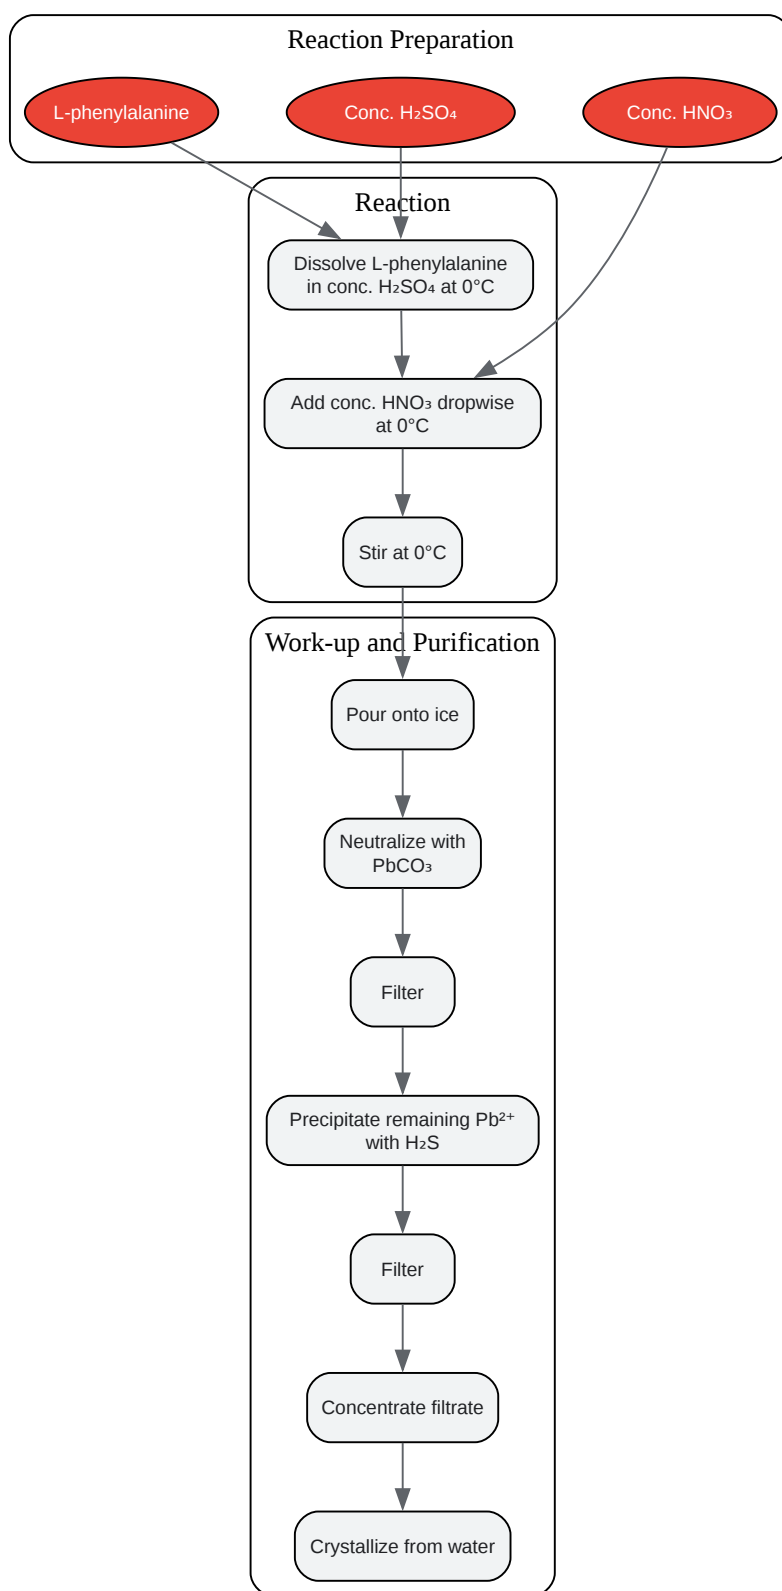 Reaction Preparation
L-phenylalanine
Conc. H₂SO₄
Conc. HNO₃
Reaction
Dissolve L-phenylalanine
in conc. H₂SO₄ at 0°C
Add conc. HNO₃ dropwise
at 0°C
Stir at 0°C
Work-up and Purification
Pour onto ice
Neutralize with
PbCO₃
Filter
Precipitate remaining Pb²⁺
with H₂S
Filter
Concentrate filtrate
Crystallize from water